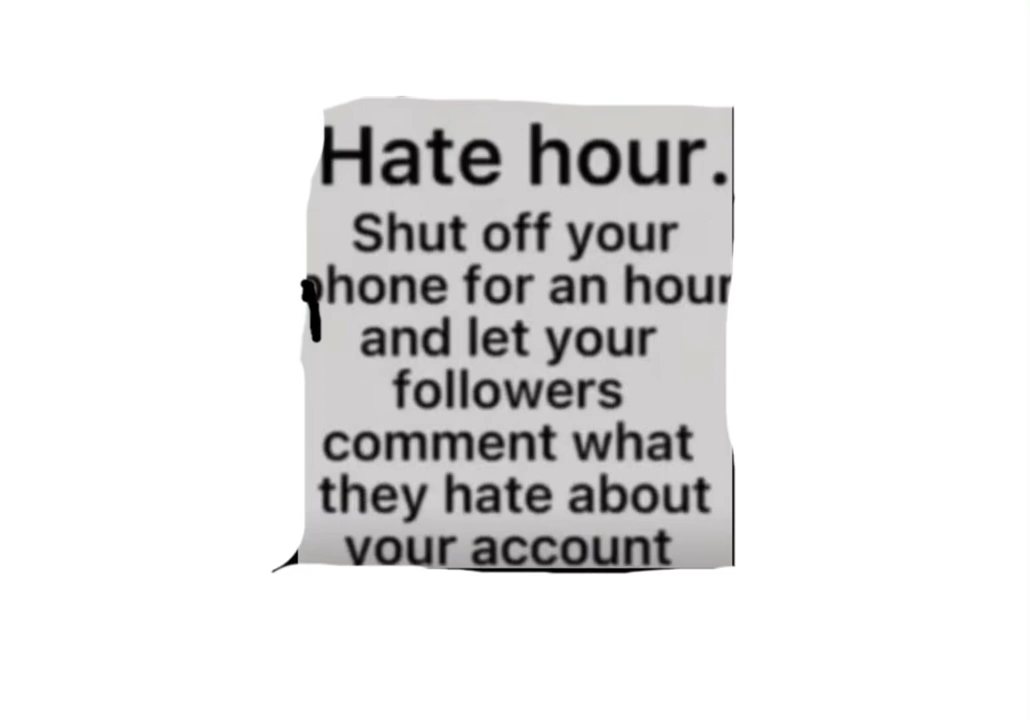 Hate hour.
Shut off your
phone for an hour
and let your
followers
comment what
they hate about
your account